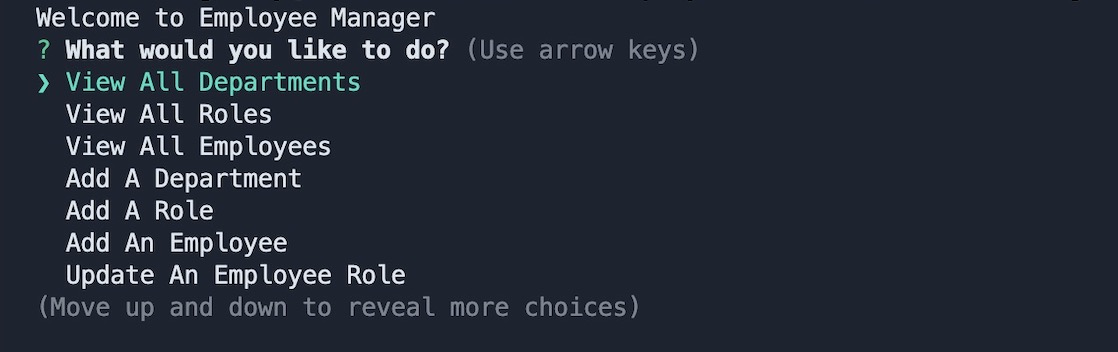 Welcome to Employee Manager
? What would you like to do? (Use arrow keys)
❯ View All Departments
View All Roles
View All Employees
Add A Department
Add A Role
Add An Employee
Update An Employee Role
(Move up and down to reveal more choices)